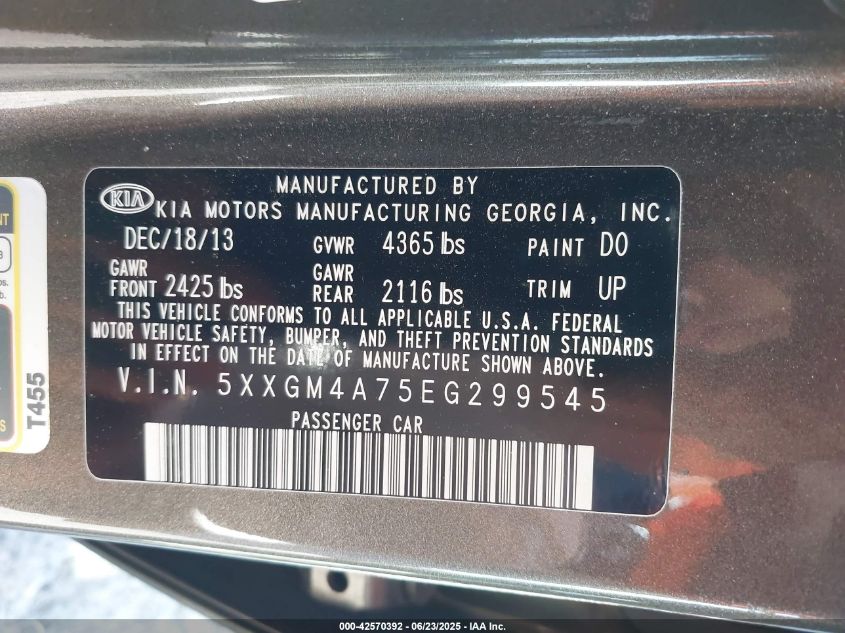 MANUFACTURED BY
KIA KIA MOTORS MANUFACTURING GEORGIA, INC.
DEC/18/13 GVWR 4365 lbs PAINT DO
GAWR FRONT 2425 lbs GAWR REAR 2116 lbs TRIM UP
THIS VEHICLE CONFORMS TO ALL APPLICABLE U.S.A. FEDERAL
MOTOR VEHICLE SAFETY, BUMPER, AND THEFT PREVENTION STANDARDS
IN EFFECT ON THE DATE OF MANUFACTURE SHOWN ABOVE.
V.I.N. 5XXGM4A75EG299545
PASSENGER CAR
T455
000-42570392 - 06/23/2025 - IAA Inc.